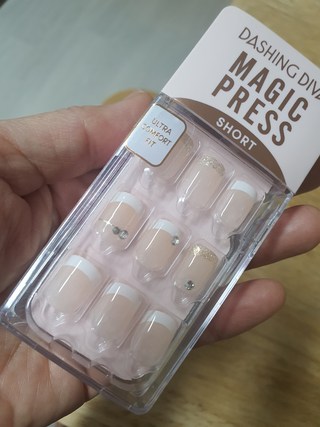 DASHING DIVA
MAGIC
PRESS
SHORT
ULTRA
COMFORT
FIT